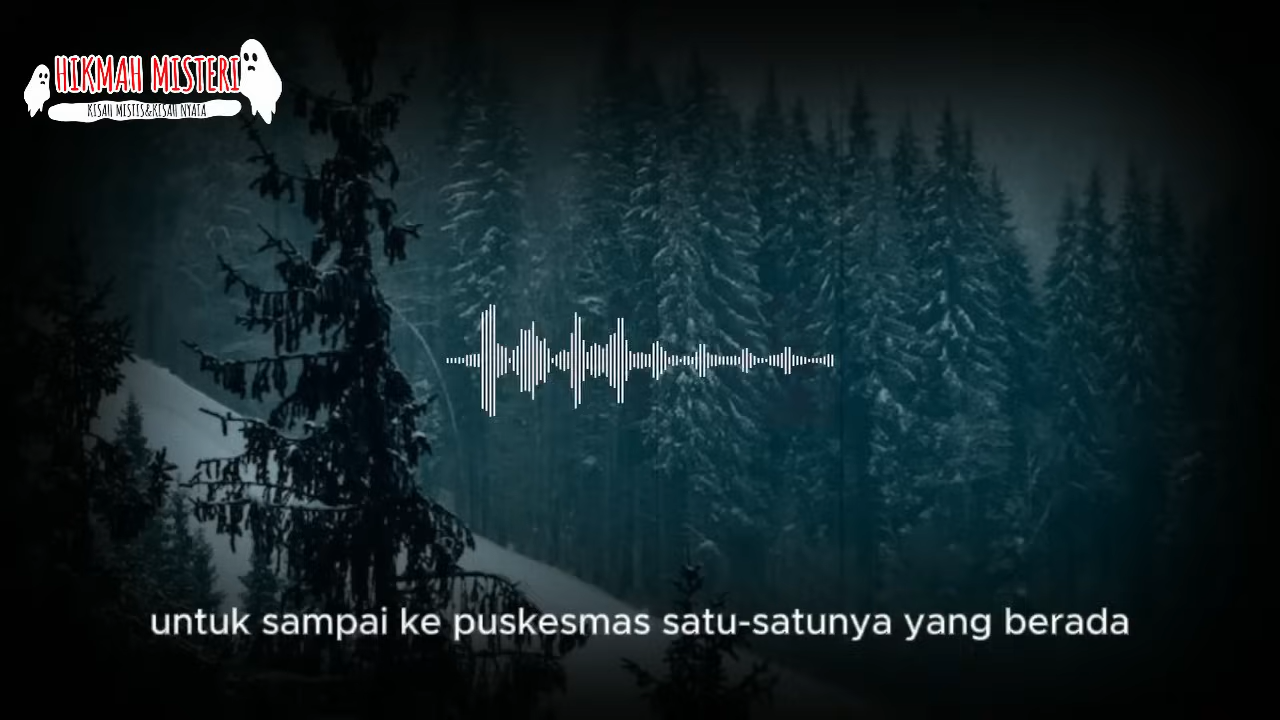 HIKMAH MISTERI
KISAH MISTIS&KISAH NYATA
untuk sampai ke puskesmas satu-satunya yang berada